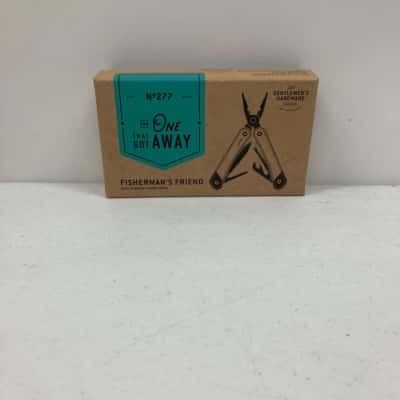 Nº277
THE One
THAT
GOT AWAY
FISHERMAN'S FRIEND
GENTLEMEN'S
HARDWARE